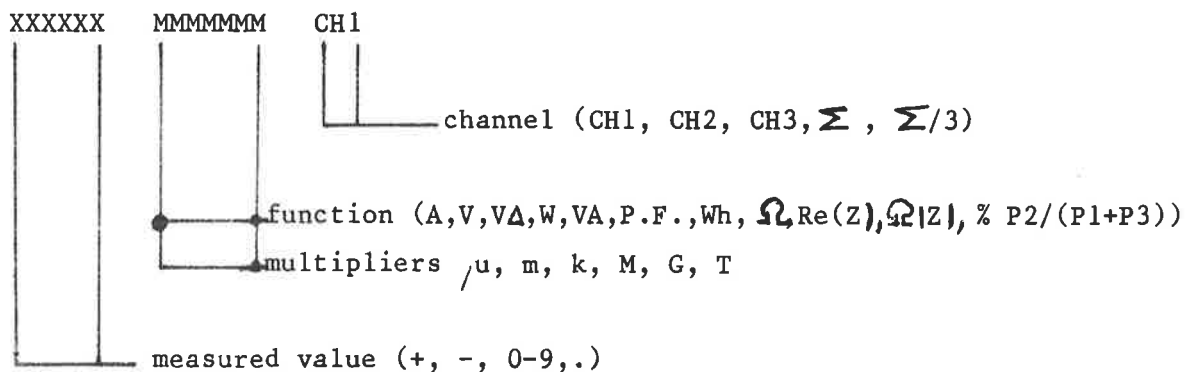 XXXXXX MMMMMMM CH1
channel (CH1, CH2, CH3, Σ , Σ/3)
function (A,V,VΔ,W,VA,P.F.,Wh, Ω,Re(Z),Ω|Z|, % P2/(P1+P3))
multipliers /u, m, k, M, G, T
measured value (+, -, 0-9,.)